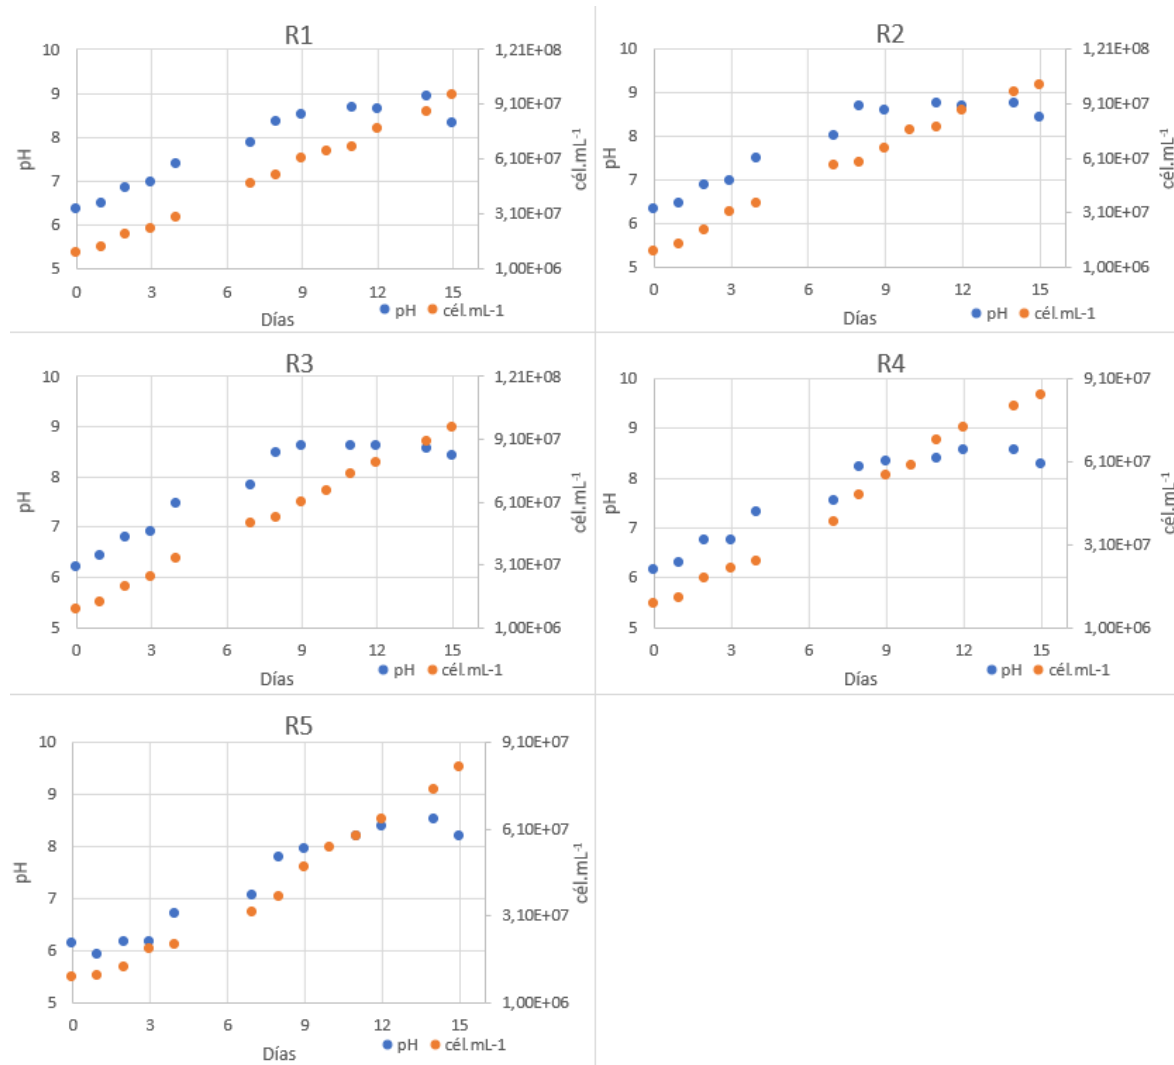 R1
10
9
8
7
6
5
pH
1,21E+08
9,10E+07
6,10E+07
3,10E+07
1,00E+06
cél.mL-1
0 3 6 9 12 15
Días
pH cél.mL-1
R2
10
9
8
7
6
5
pH
1,21E+08
9,10E+07
6,10E+07
3,10E+07
1,00E+06
cél.mL-1
0 3 6 9 12 15
Días
pH cél.mL-1
R3
10
9
8
7
6
5
pH
1,21E+08
9,10E+07
6,10E+07
3,10E+07
1,00E+06
cél.mL-1
0 3 6 9 12 15
Días
pH cél.mL-1
R4
10
9
8
7
6
5
pH
9,10E+07
6,10E+07
3,10E+07
1,00E+06
cél.mL-1
0 3 6 9 12 15
Días
pH cél.mL-1
R5
10
9
8
7
6
5
pH
9,10E+07
6,10E+07
3,10E+07
1,00E+06
cél.mL-1
0 3 6 9 12 15
Días
pH cél.mL-1